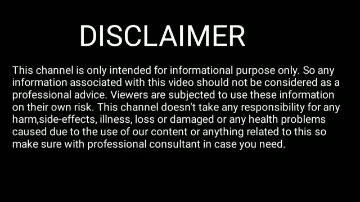 DISCLAIMER
This channel is only intended for informational purpose only. So any
information associated with this video should not be considered as a
professional advice. Viewers are subjected to use these information
on their own risk. This channel doesn't take any responsibility for any
harm,side-effects, illness, loss or damaged or any health problems
caused due to the use of our content or anything related to this so
make sure with professional consultant in case you need.